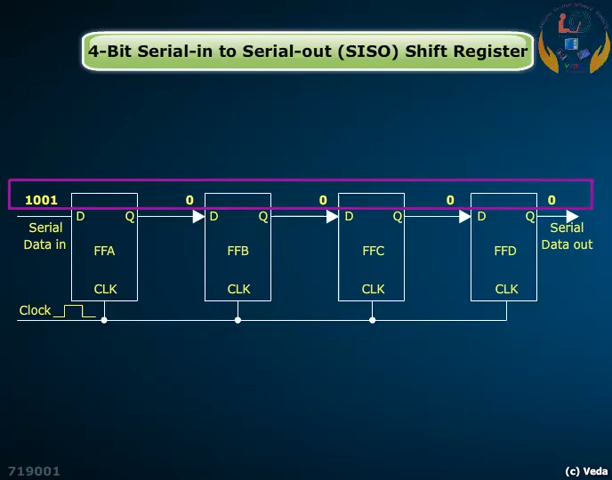 4-Bit Serial-in to Serial-out (SISO) Shift Register
1001 0 0 0 0
D Q D Q D Q D Q
Serial
Data in
Serial
Data out
FFA FFB FFC FFD
CLK CLK CLK CLK
Clock
719001
(c) Veda